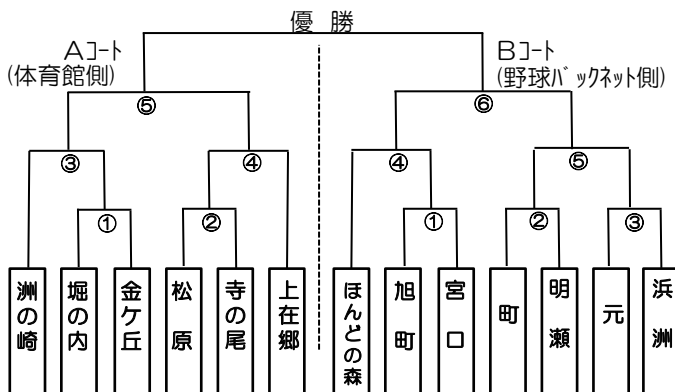 優 勝
Aコート
(体育館側)
Bコート
(野球バックネット側)
⑤
⑥
③
④
④
⑤
①
②
①
②
③
洲の崎
堀の内
金ケ丘
松原
寺の尾
上在郷
ほんどの森
旭町
宮口
町
明瀬
元
浜洲